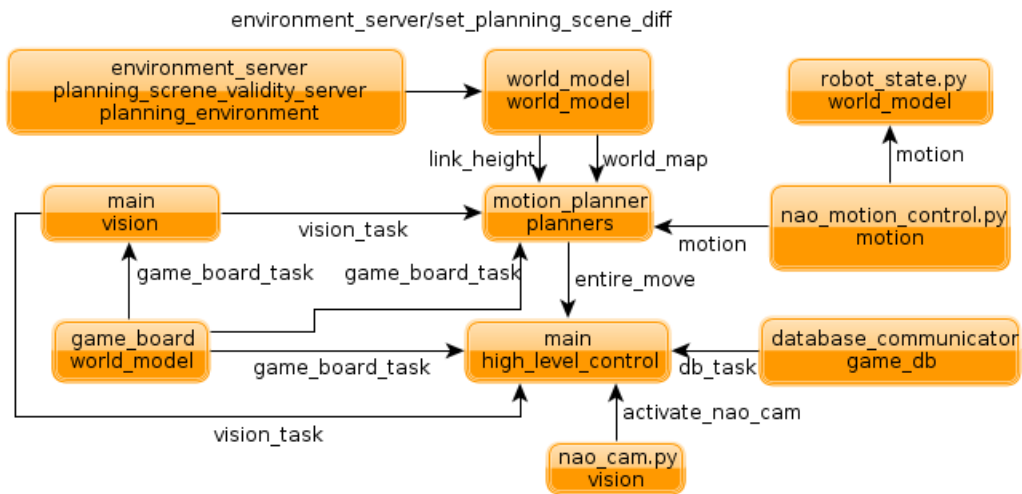 environment_server/set_planning_scene_diff
environment_server
planning_screne_validity_server
planning_environment
world_model
world_model
robot_state.py
world_model
link_height
world_map
motion
main
vision
motion_planner
planners
nao_motion_control.py
motion
vision_task
motion
game_board_task
game_board_task
entire_move
game_board
world_model
main
high_level_control
database_communicator
game_db
game_board_task
db_task
activate_nao_cam
vision_task
nao_cam.py
vision